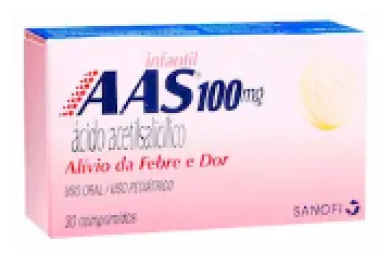 infantil
AAS® 100mg
ácido acetilsalicílico
Alívio da Febre e Dor
USO ORAL / USO PEDIÁTRICO
30 comprimidos
SANOFI